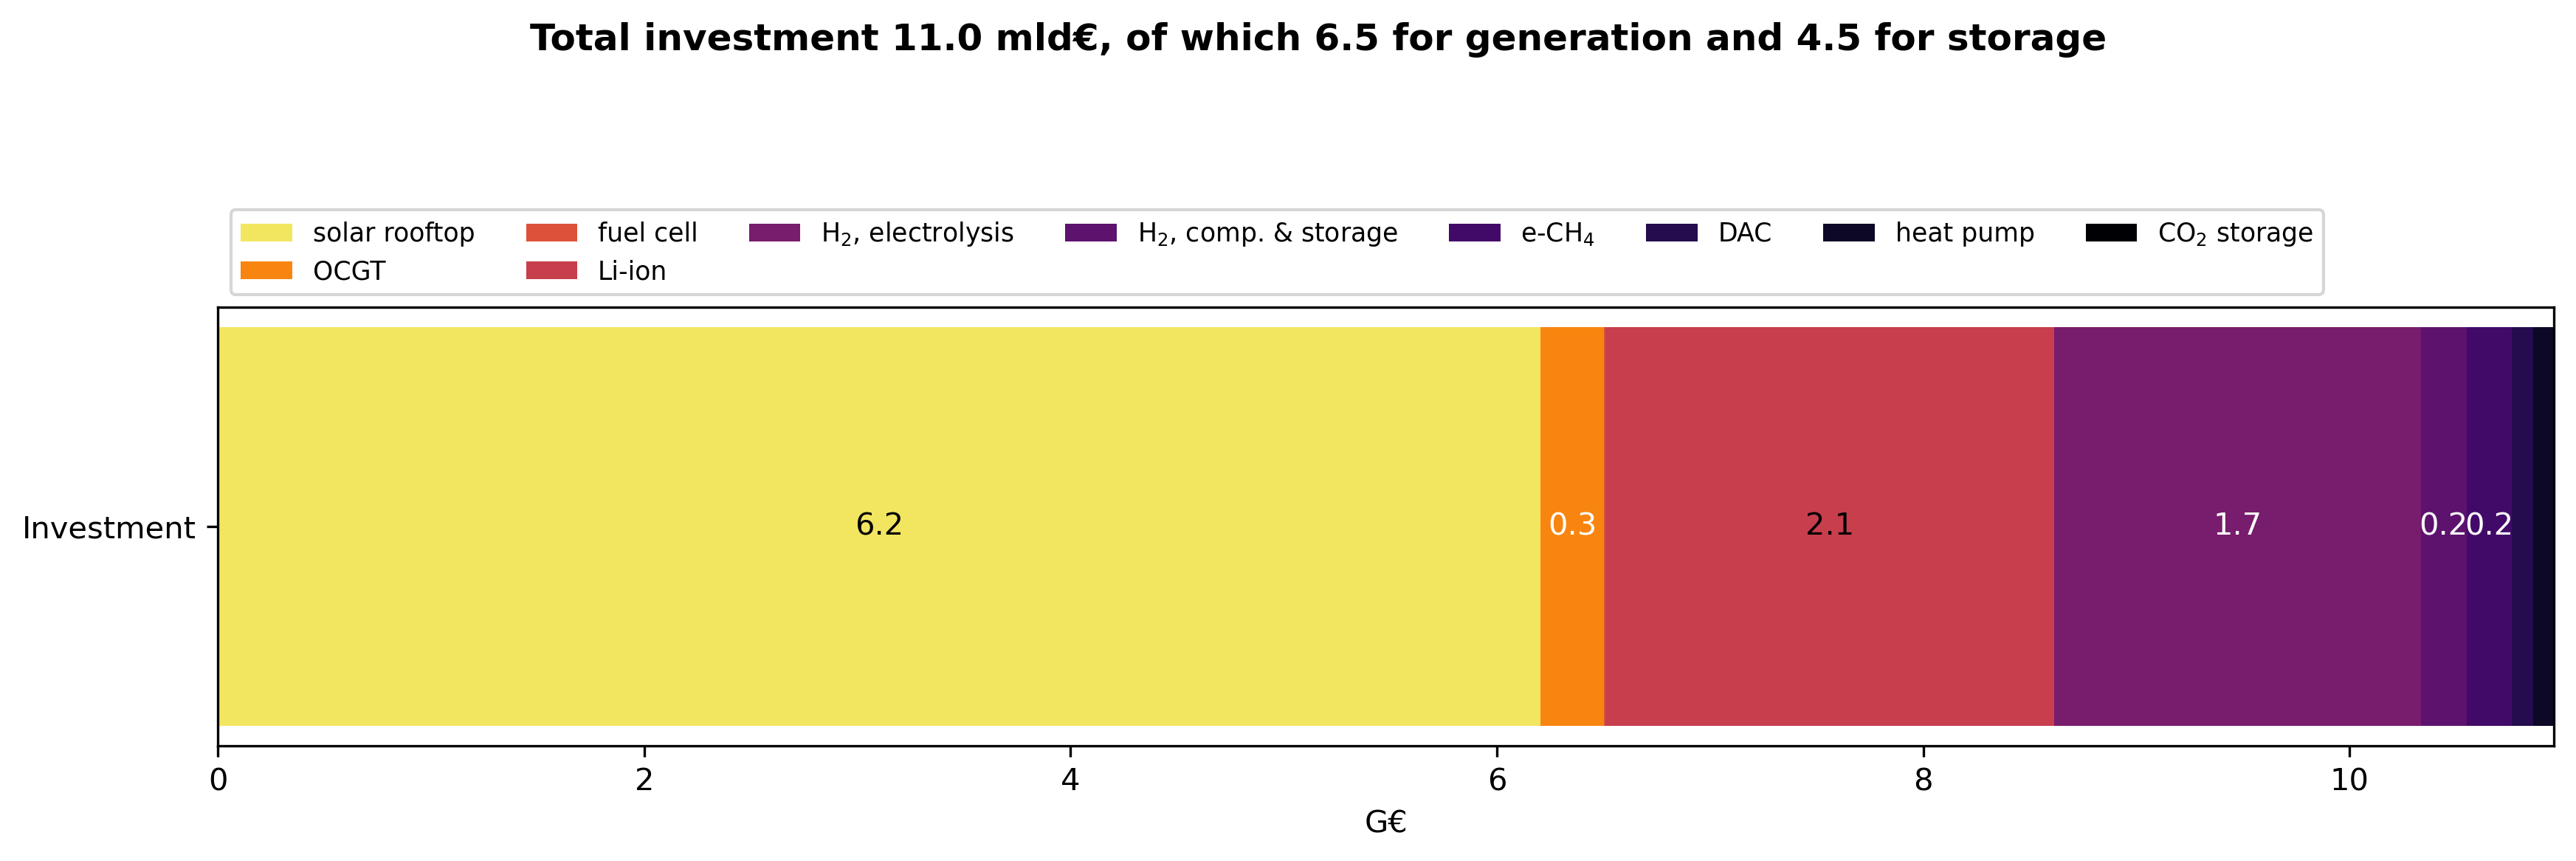 Total investment 11.0 mld€, of which 6.5 for generation and 4.5 for storage
solar rooftop fuel cell H₂, electrolysis H₂, comp. & storage e-CH₄ DAC heat pump CO₂ storage
OCGT Li-ion
Investment 6.2 0.3 2.1 1.7 0.2 0.2
0 2 4 6 8 10
G€